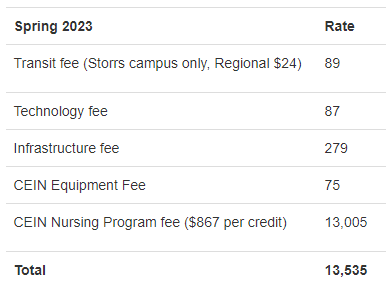 Spring 2023 Rate
Transit fee (Storrs campus only, Regional $24) 89
Technology fee 87
Infrastructure fee 279
CEIN Equipment Fee 75
CEIN Nursing Program fee ($867 per credit) 13,005
Total 13,535